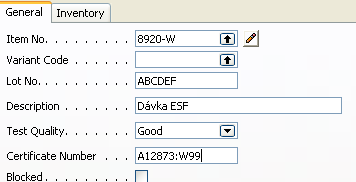 General Inventory
Item No. . . . . . . . . . 8920-W
Variant Code . . . . . . .
Lot No. . . . . . . . . . . ABCDEF
Description . . . . . . . . Dávka ESF
Test Quality. . . . . . . . Good
Certificate Number . . . . A12873:W99
Blocked . . . . . . . . . .